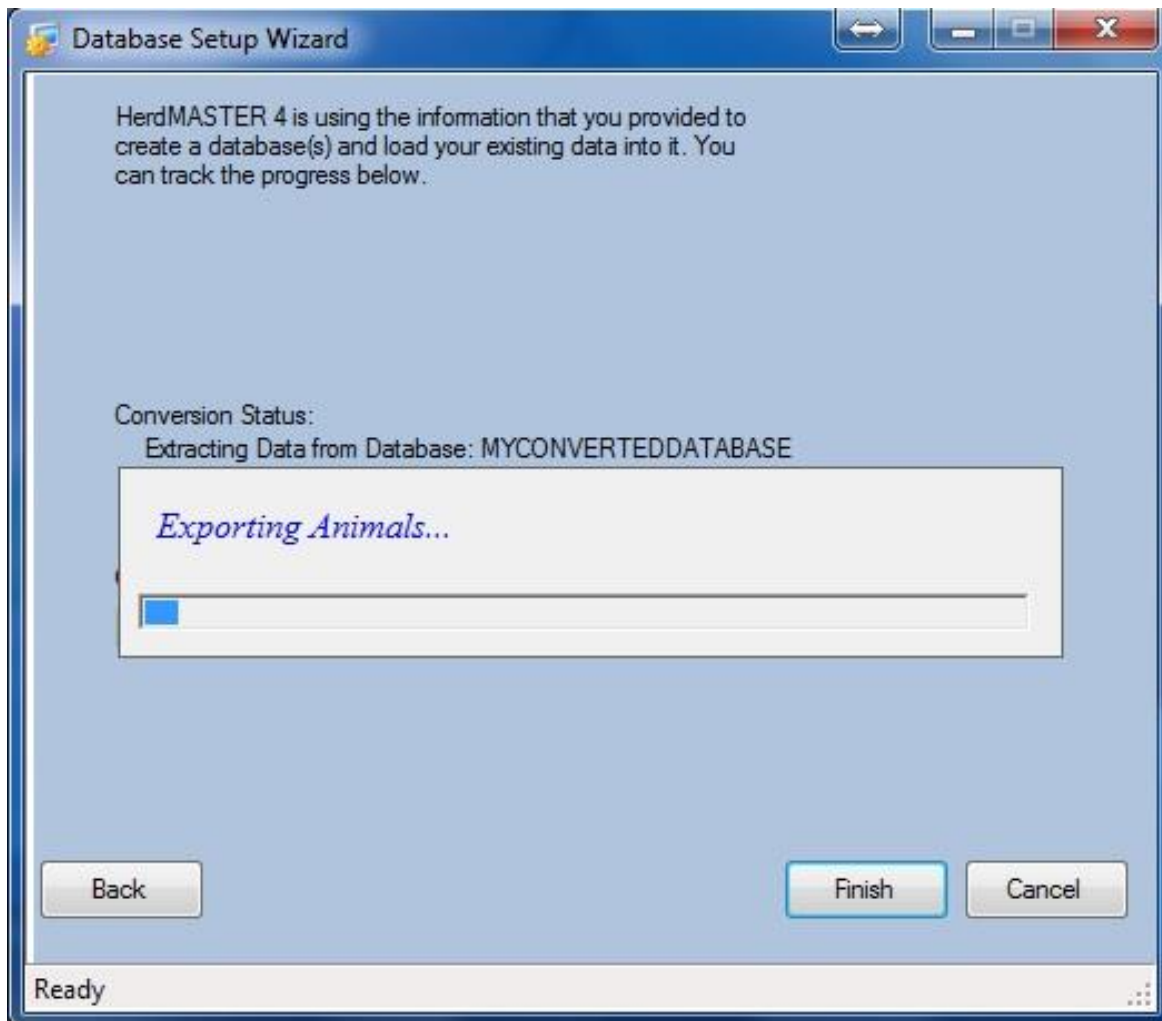 Database Setup Wizard
HerdMASTER 4 is using the information that you provided to
create a database(s) and load your existing data into it. You
can track the progress below.
Conversion Status:
Extracting Data from Database: MYCONVERTEDDATABASE
Exporting Animals...
Back
Finish
Cancel
Ready